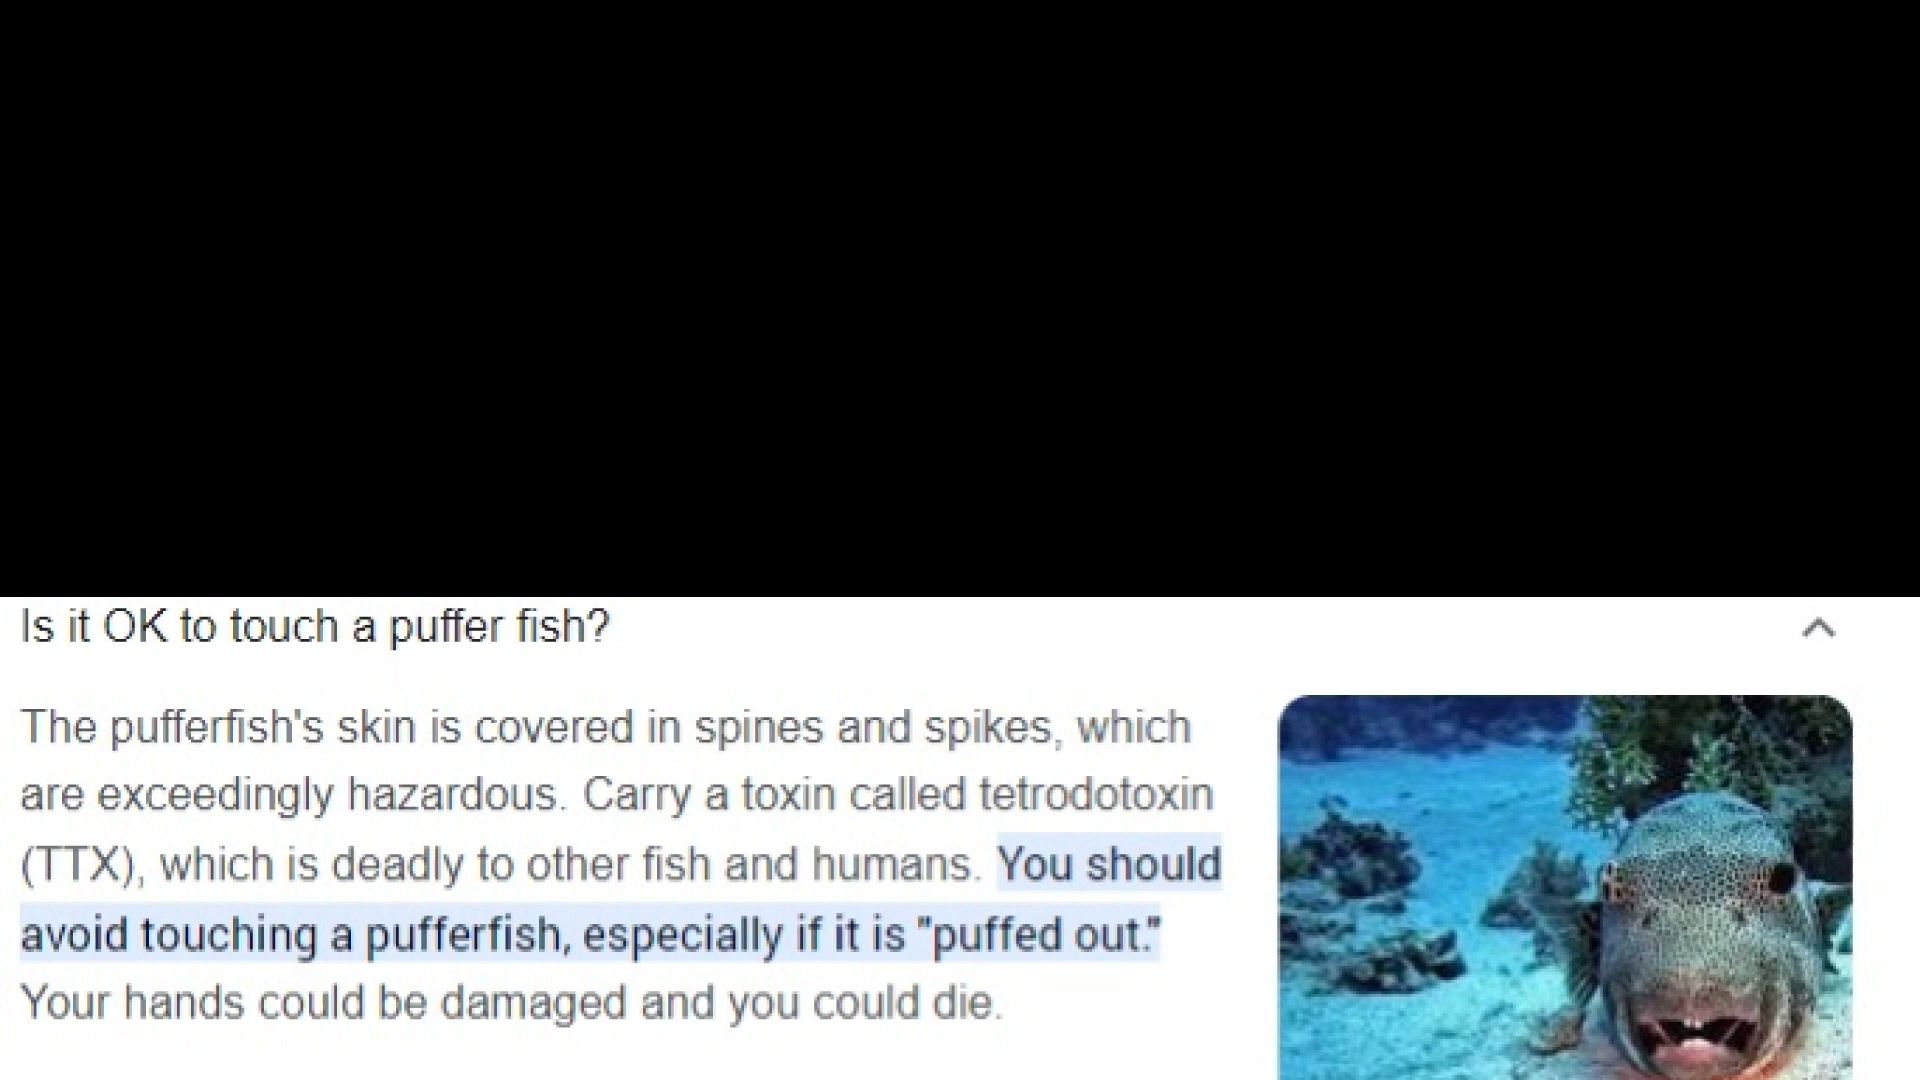 Is it OK to touch a puffer fish?
The pufferfish's skin is covered in spines and spikes, which
are exceedingly hazardous. Carry a toxin called tetrodotoxin
(TTX), which is deadly to other fish and humans. You should
avoid touching a pufferfish, especially if it is "puffed out."
Your hands could be damaged and you could die.